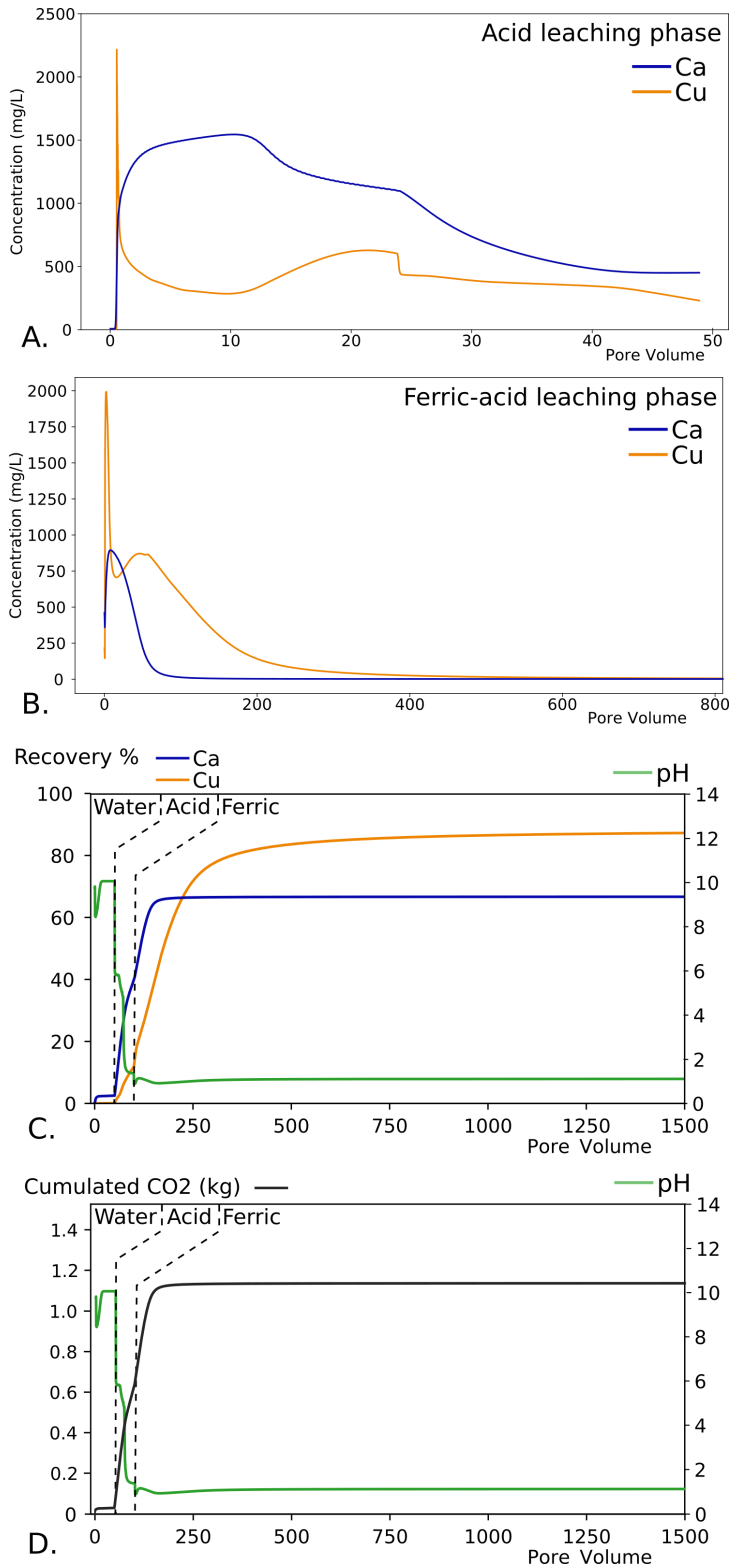 Acid leaching phase
Ca
Cu
Concentration (mg/L)
2500
2000
1500
1000
500
0
0 10 20 30 40 50
Pore Volume
A.
Ferric-acid leaching phase
Ca
Cu
Concentration (mg/L)
2000
1750
1500
1250
1000
750
500
250
0
0 200 400 600 800
Pore Volume
B.
Recovery % Ca
Cu
pH
Water Acid Ferric
100
80
60
40
20
0
14
12
10
8
6
4
2
0
0 250 500 750 1000 1250 1500
Pore Volume
C.
Cumulated CO2 (kg)
pH
Water Acid Ferric
1.4
1.2
1.0
0.8
0.6
0.4
0.2
0
14
12
10
8
6
4
2
0
0 250 500 750 1000 1250 1500
Pore Volume
D.